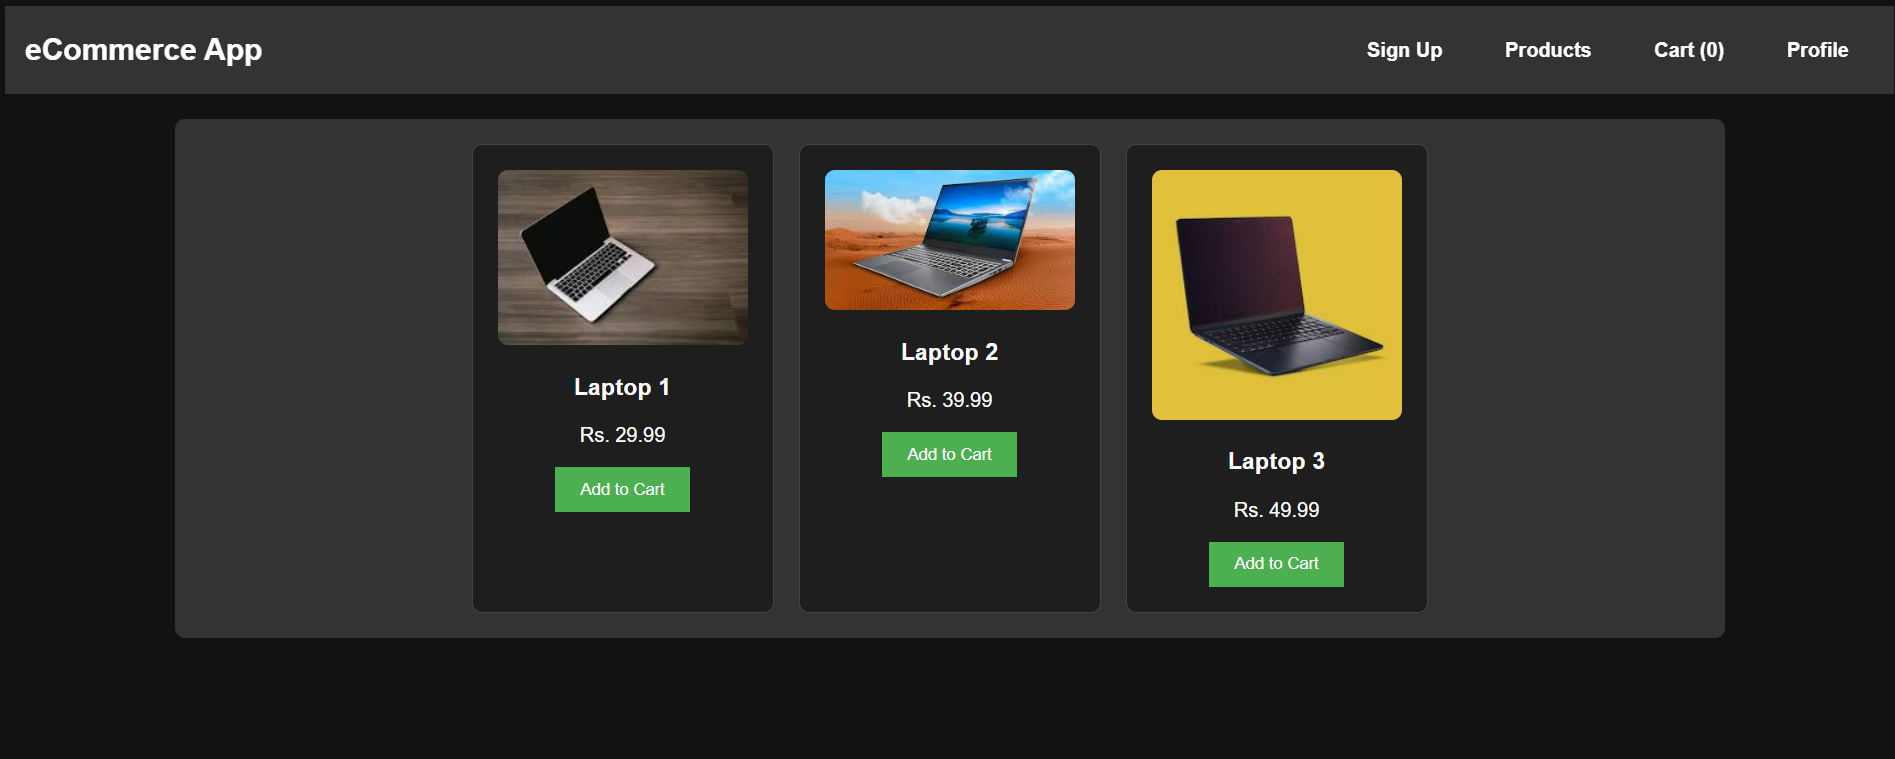 eCommerce App
Sign Up
Products
Cart (0)
Profile
Laptop 1
Rs. 29.99
Add to Cart
Laptop 2
Rs. 39.99
Add to Cart
Laptop 3
Rs. 49.99
Add to Cart